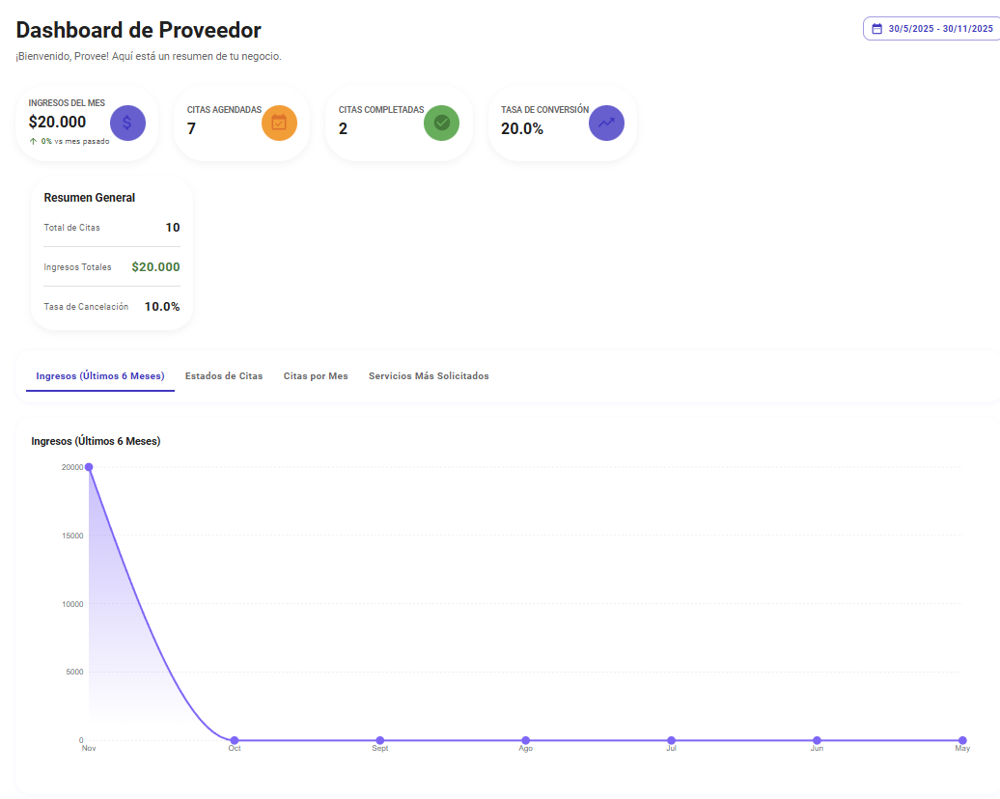 Dashboard de Proveedor
30/5/2025 - 30/11/2025
¡Bienvenido, Provee! Aquí está un resumen de tu negocio.
INGRESOS DEL MES
$20.000
0% vs mes pasado
CITAS AGENDADAS
7
CITAS COMPLETADAS
2
TASA DE CONVERSIÓN
20.0%
Resumen General
Total de Citas 10
Ingresos Totales $20.000
Tasa de Cancelación 10.0%
Ingresos (Últimos 6 Meses) Estados de Citas Citas por Mes Servicios Más Solicitados
Ingresos (Últimos 6 Meses)
20000
15000
10000
5000
0
Nov Oct Sept Ago Jul Jun May